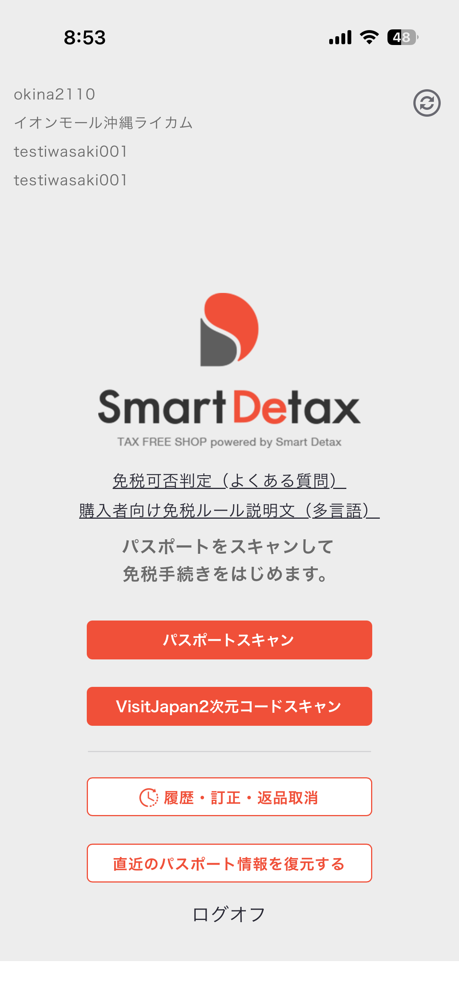 8:53
48
okina2110
イオンモール沖縄ライカム
testiwasaki001
testiwasaki001
Smart Detax
TAX FREE SHOP powered by Smart Detax
免税可否判定（よくある質問）
購入者向け免税ルール説明文（多言語）
パスポートをスキャンして
免税手続きをはじめます。
パスポートスキャン
VisitJapan2次元コードスキャン
履歴・訂正・返品取消
直近のパスポート情報を復元する
ログオフ